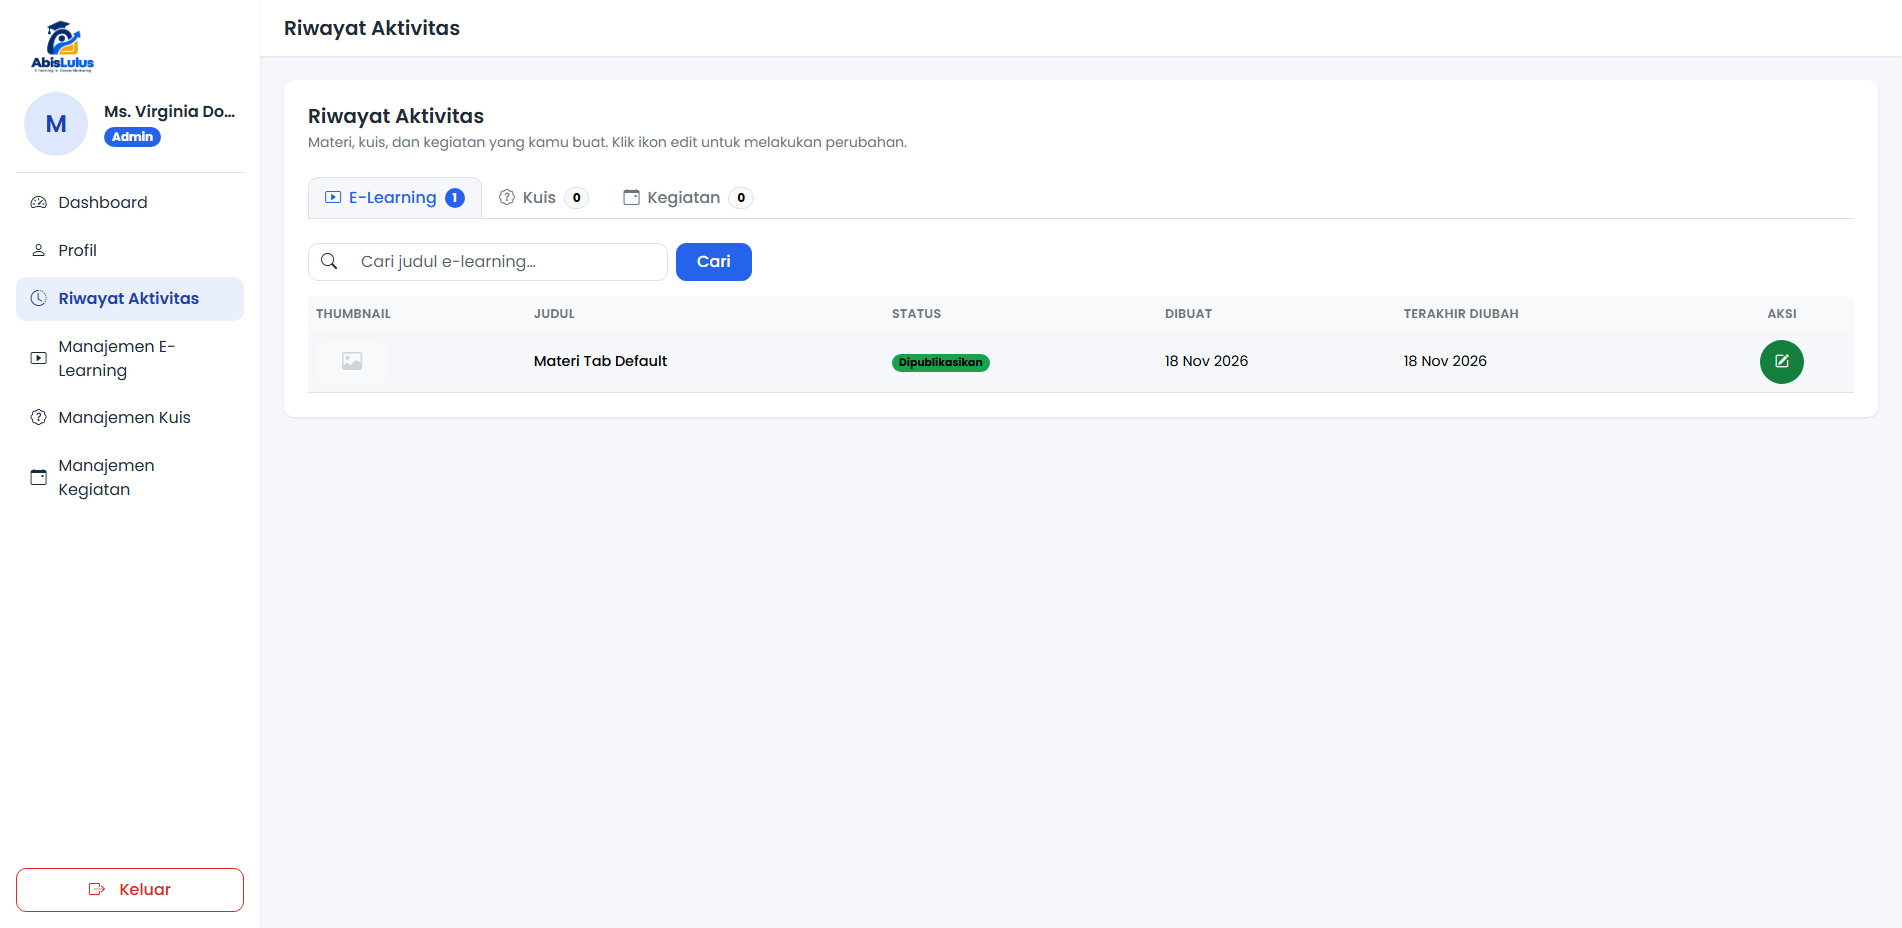 AbisLulus
M
Ms. Virginia Do...
Admin
Dashboard
Profil
Riwayat Aktivitas
Manajemen E-
Learning
Manajemen Kuis
Manajemen
Kegiatan
Keluar
Riwayat Aktivitas
Riwayat Aktivitas
Materi, kuis, dan kegiatan yang kamu buat. Klik ikon edit untuk melakukan perubahan.
E-Learning 1 Kuis 0 Kegiatan 0
Cari judul e-learning... Cari
THUMBNAIL JUDUL STATUS DIBUAT TERAKHIR DIUBAH AKSI
Materi Tab Default Dipublikasikan 18 Nov 2026 18 Nov 2026